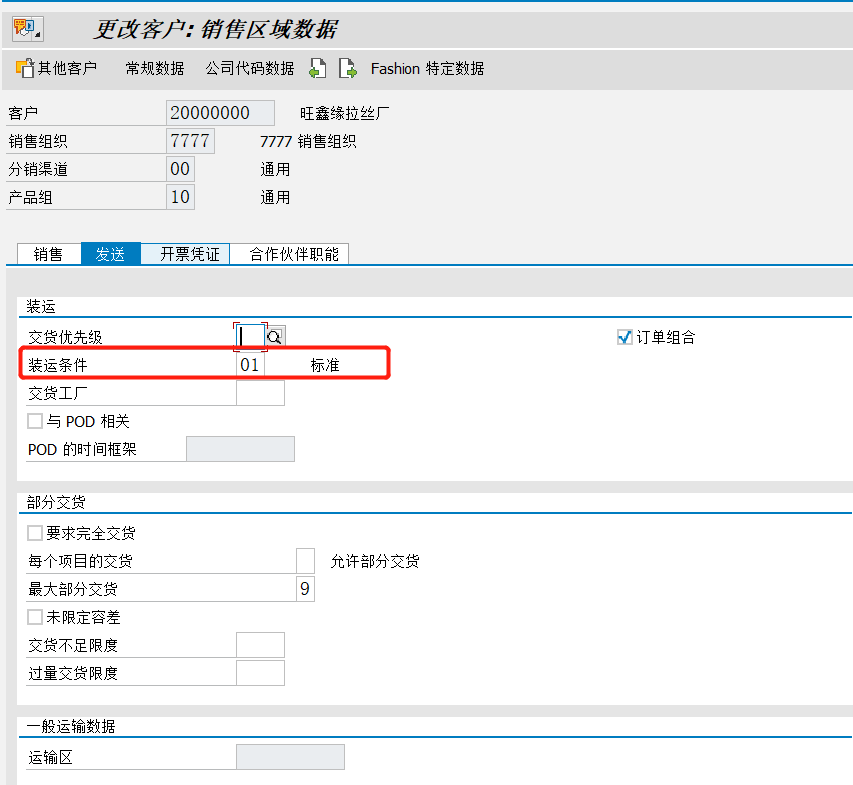 更改客户: 销售区域数据
其他客户 常规数据 公司代码数据 Fashion 特定数据
客户 20000000 旺鑫缘拉丝厂
销售组织 7777 7777 销售组织
分销渠道 00 通用
产品组 10 通用
销售 发送 开票凭证 合作伙伴职能
装运
交货优先级 订单组合
装运条件 01 标准
交货工厂
与 POD 相关
POD 的时间框架
部分交货
要求完全交货
每个项目的交货 允许部分交货
最大部分交货 9
未限定容差
交货不足限度
过量交货限度
一般运输数据
运输区